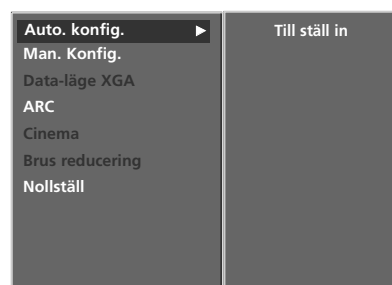 Auto. konfig. ▶
Man. Konfig.
Data-läge XGA
ARC
Cinema
Brus reducering
Nollställ
Till ställ in